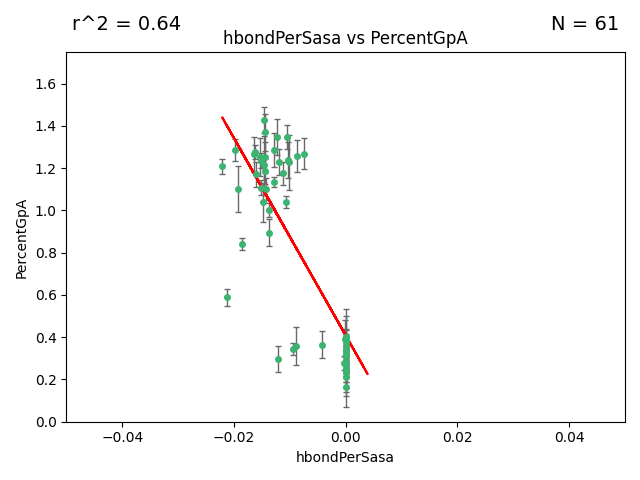 r^2 = 0.64
N = 61
hbondPerSasa vs PercentGpA
PercentGpA
1.6
1.4
1.2
1.0
0.8
0.6
0.4
0.2
0.0
−0.04
−0.02
0.00
0.02
0.04
hbondPerSasa